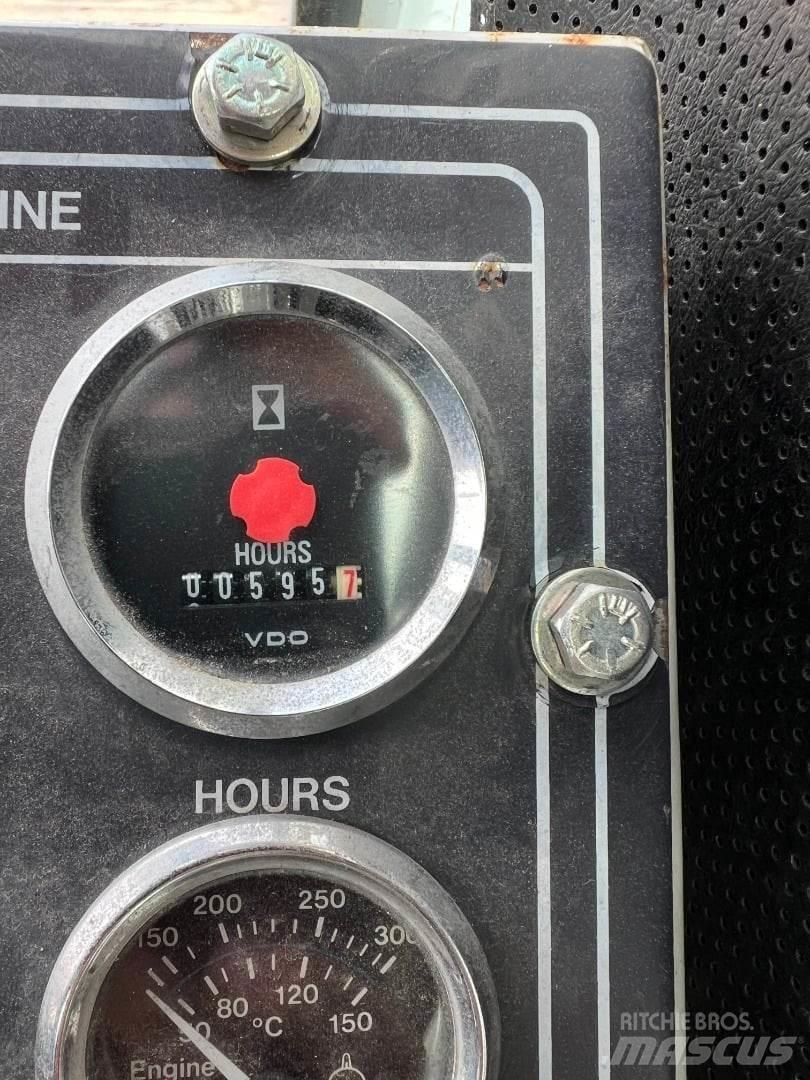 INE
HOURS
005957
VDO
HOURS
150 200 250 300
80 120 150
°C
Engine
RITCHIE BROS.
MASCUS